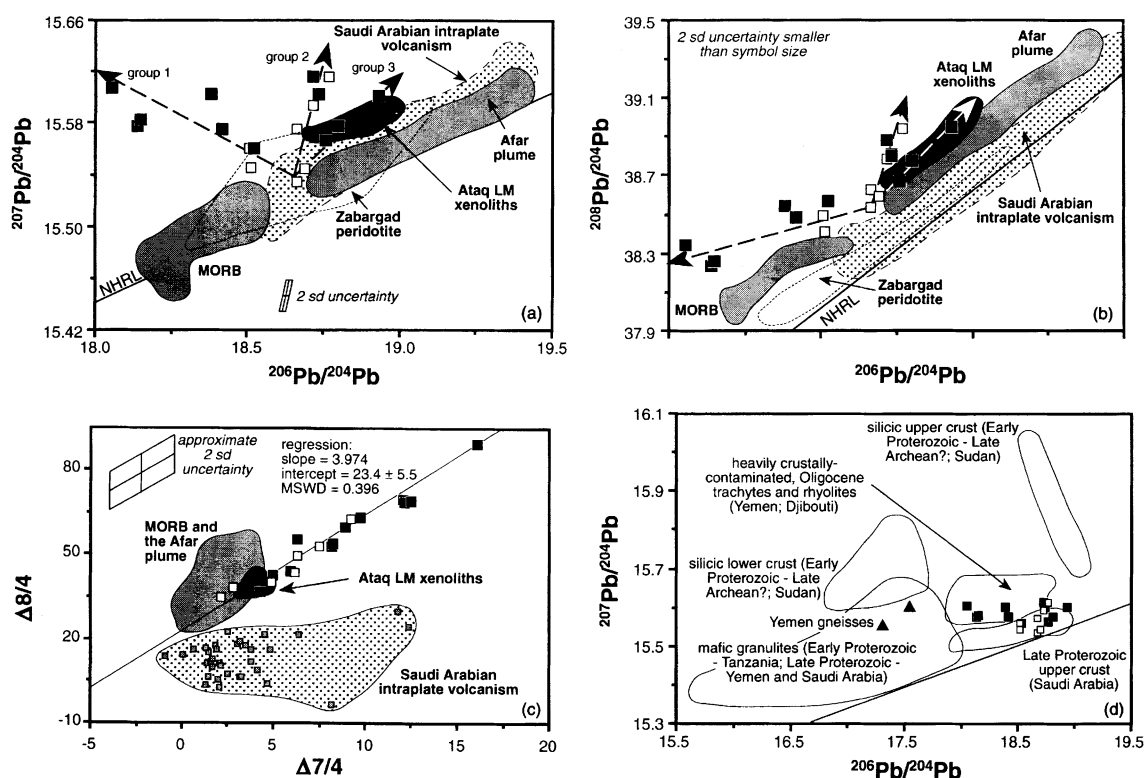 15.66
15.58
15.50
15.42
207Pb/204Pb
18.0
18.5
19.0
19.5
206Pb/204Pb
group 1
group 2
group 3
Saudi Arabian
intraplate volcanism
Afar
plume
Ataq LM
xenoliths
Zabargad
peridotite
MORB
NHRL
2 sd uncertainty
(a)
39.5
39.1
38.7
38.3
37.9
208Pb/204Pb
206Pb/204Pb
2 sd uncertainty smaller
than symbol size
Afar
plume
Ataq LM
xenoliths
Saudi Arabian
intraplate volcanism
Zabargad
peridotite
MORB
NHRL
(b)
80
50
20
-10
Δ8/4
-5
0
5
10
15
20
Δ7/4
approximate
2 sd
uncertainty
regression:
slope = 3.974
intercept = 23.4 ± 5.5
MSWD = 0.396
MORB and
the Afar
plume
Ataq LM xenoliths
Saudi Arabian
intraplate volcanism
(c)
16.1
15.9
15.7
15.5
15.3
207Pb/204Pb
15.5
16.5
17.5
18.5
19.5
206Pb/204Pb
silicic upper crust (Early
Proterozoic - Late
Archean?; Sudan)
heavily crustally-
contaminated, Oligocene
trachytes and rhyolites
(Yemen; Djibouti)
silicic lower crust (Early
Proterozoic - Late
Archean?; Sudan)
Yemen gneisses
mafic granulites (Early Proterozoic
- Tanzania; Late Proterozoic -
Yemen and Saudi Arabia)
Late Proterozoic
upper crust
(Saudi Arabia)
(d)